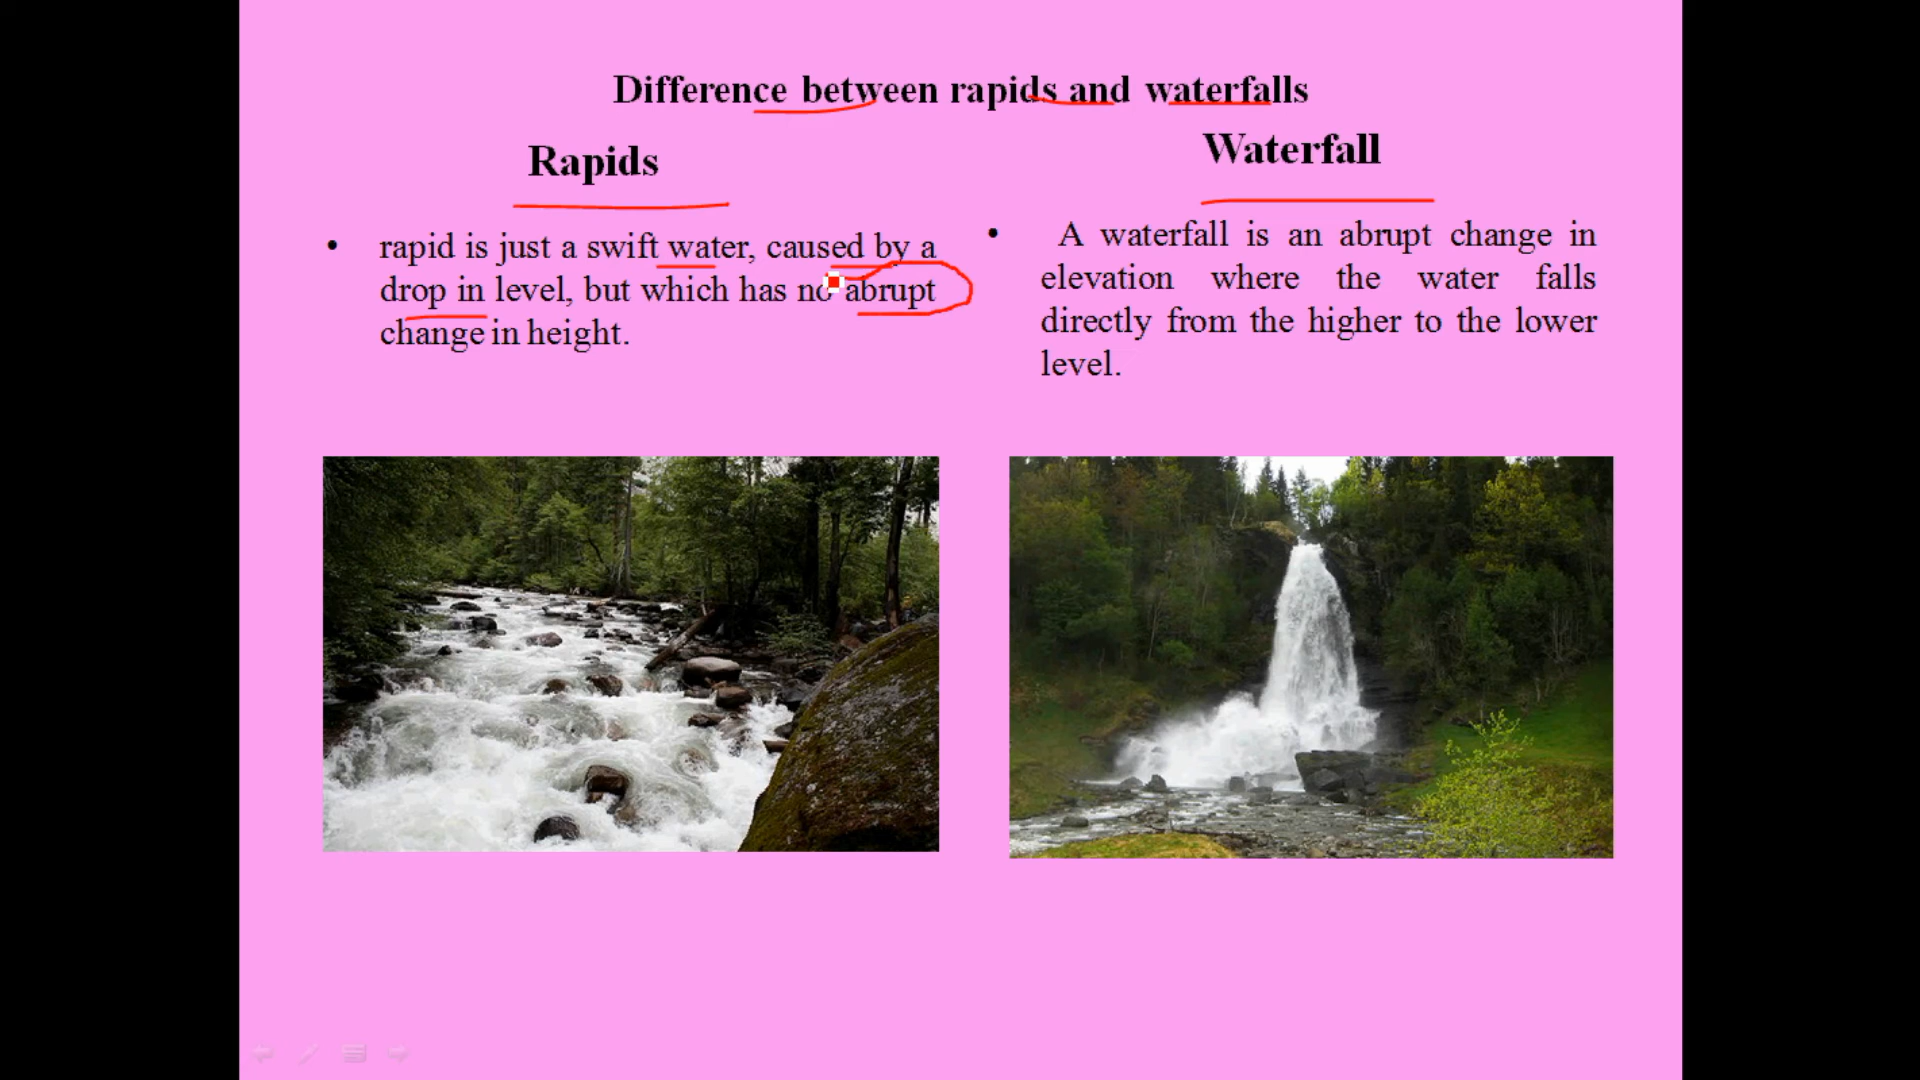 Difference between rapids and waterfalls
Rapids
• rapid is just a swift water, caused by a
drop in level, but which has no abrupt
change in height.
Waterfall
• A waterfall is an abrupt change in
elevation where the water falls
directly from the higher to the lower
level.